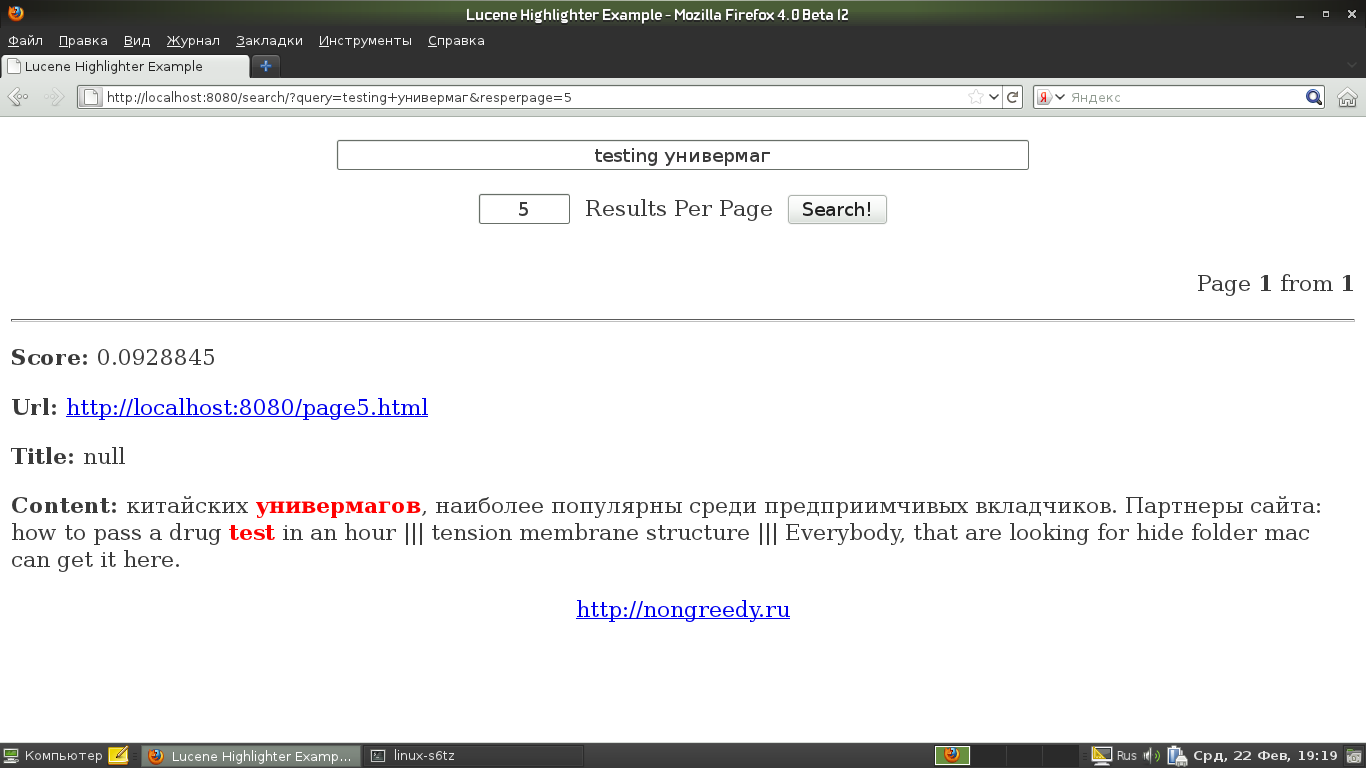 Lucene Highlighter Example - Mozilla Firefox 4.0 Beta 12
Файл Правка Вид Журнал Закладки Инструменты Справка
Lucene Highlighter Example
http://localhost:8080/search/?query=testing+универмаг&resperpage=5 Яндекс
testing универмаг
5 Results Per Page Search!
Page 1 from 1
Score: 0.0928845
Url: http://localhost:8080/page5.html
Title: null
Content: китайских универмагов, наиболее популярны среди предприимчивых вкладчиков. Партнеры сайта:
how to pass a drug test in an hour ||| tension membrane structure ||| Everybody, that are looking for hide folder mac
can get it here.
http://nongreedy.ru
Компьютер Lucene Highlighter Examp... linux-s6tz Rus Срд, 22 Фев, 19:19